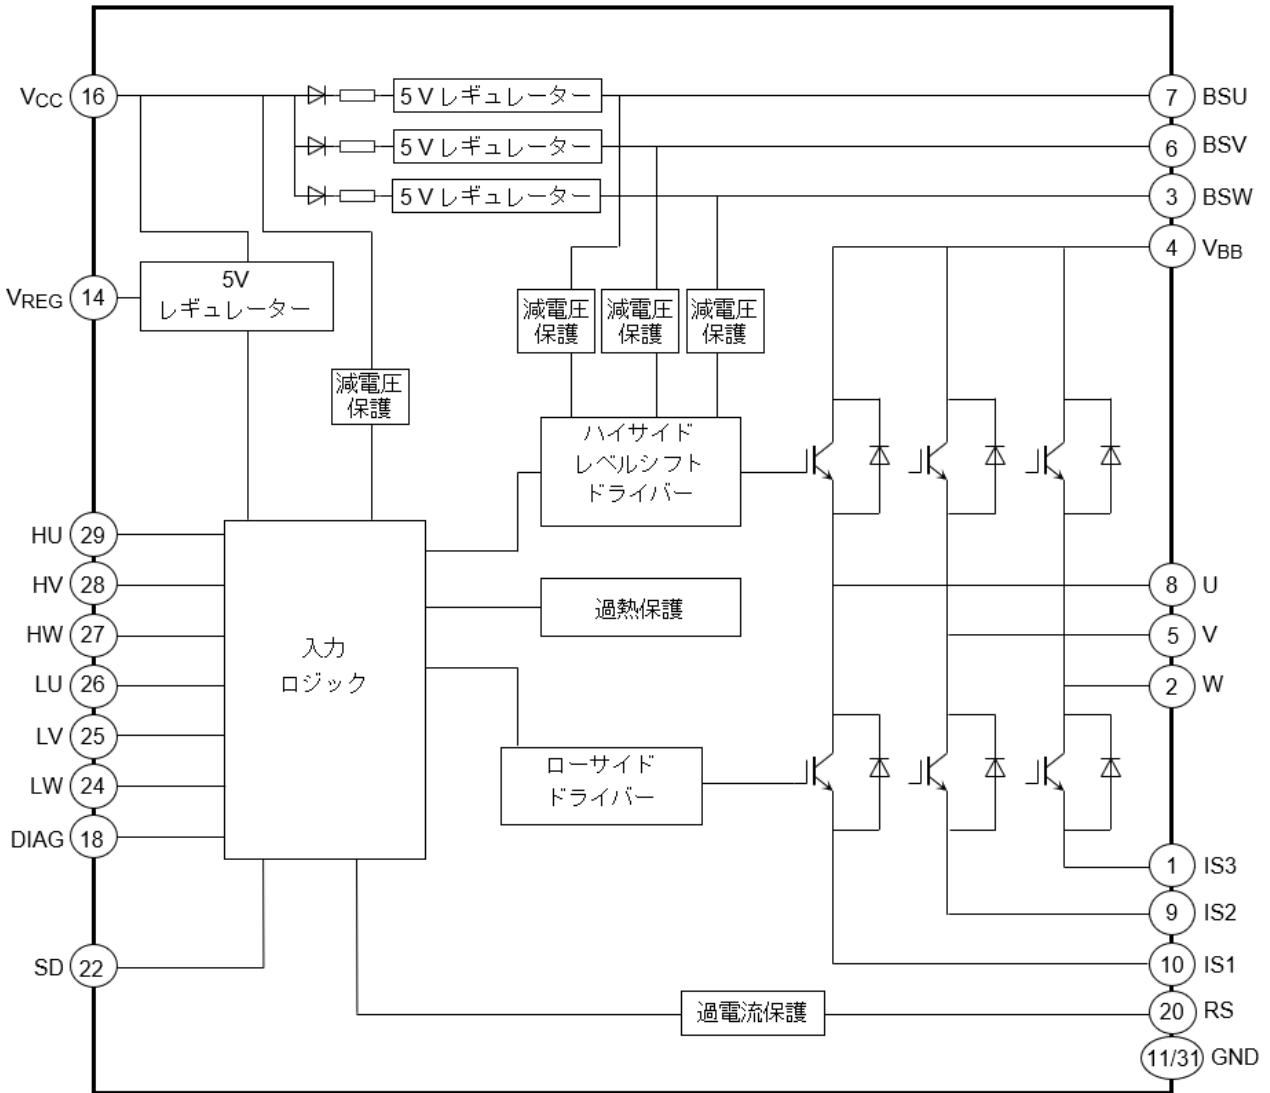 VCC 16
5Vレギュレーター
7 BSU
5Vレギュレーター
6 BSV
5Vレギュレーター
3 BSW
4 VBB
VREG 14
5V
レギュレーター
減電圧
保護
減電圧
保護
減電圧
保護
減電圧
保護
ハイサイド
レベルシフト
ドライバー
HU 29
HV 28
HW 27
LU 26
LV 25
LW 24
DIAG 18
SD 22
入力
ロジック
過熱保護
ローサイド
ドライバー
8 U
5 V
2 W
1 IS3
9 IS2
10 IS1
過電流保護
20 RS
11/31 GND